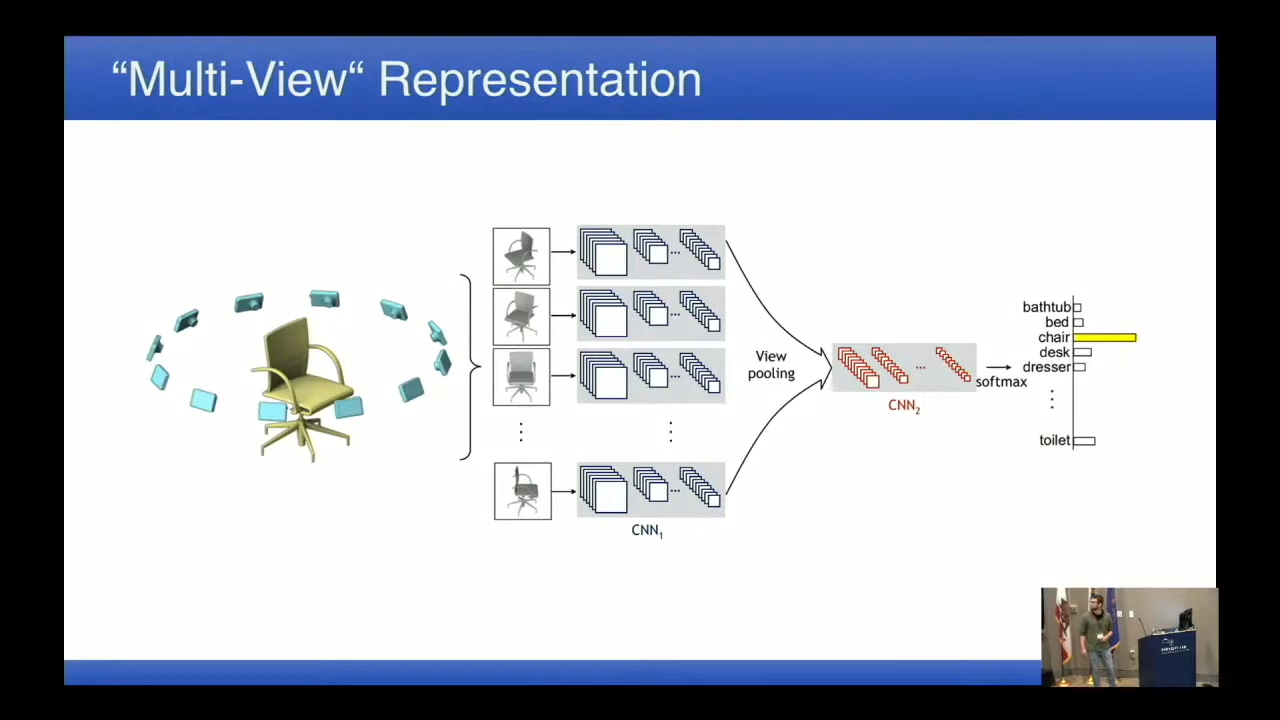 “Multi-View“ Representation
View
pooling
CNN1
CNN2
softmax
bathtub
bed
chair
desk
dresser
toilet